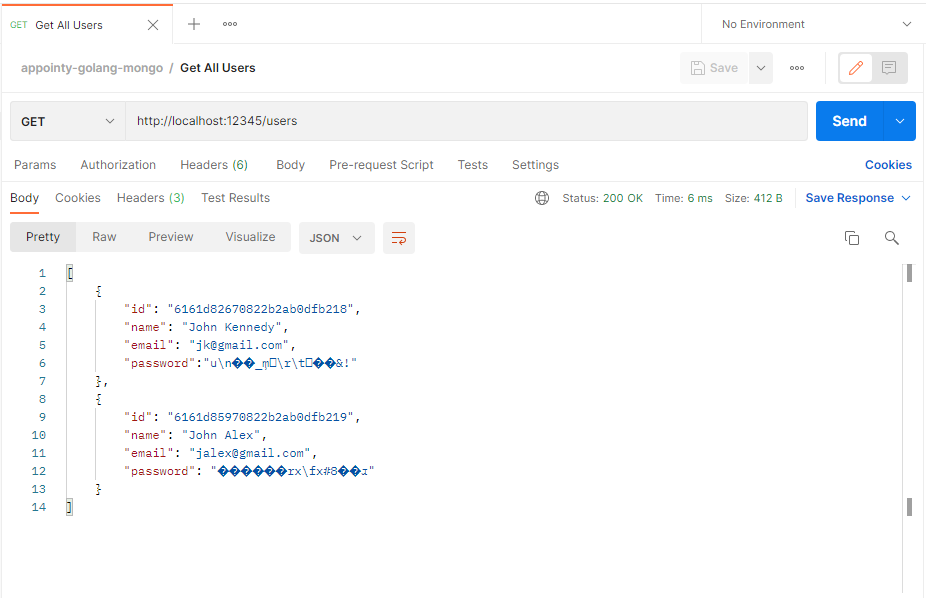 GET Get All Users
No Environment
appointy-golang-mongo / Get All Users
Save
GET http://localhost:12345/users Send
Params Authorization Headers (6) Body Pre-request Script Tests Settings Cookies
Body Cookies Headers (3) Test Results Status: 200 OK Time: 6 ms Size: 412 B Save Response
Pretty Raw Preview Visualize JSON
1 [
2 {
3 "id": "6161d82670822b2ab0dfb218",
4 "name": "John Kennedy",
5 "email": "jk@gmail.com",
6 "password":"u\n��_ɱ\r\t��&!"
7 },
8 {
9 "id": "6161d85970822b2ab0dfb219",
10 "name": "John Alex",
11 "email": "jalex@gmail.com",
12 "password": "������rx\fx#8��"
13 }
14 ]